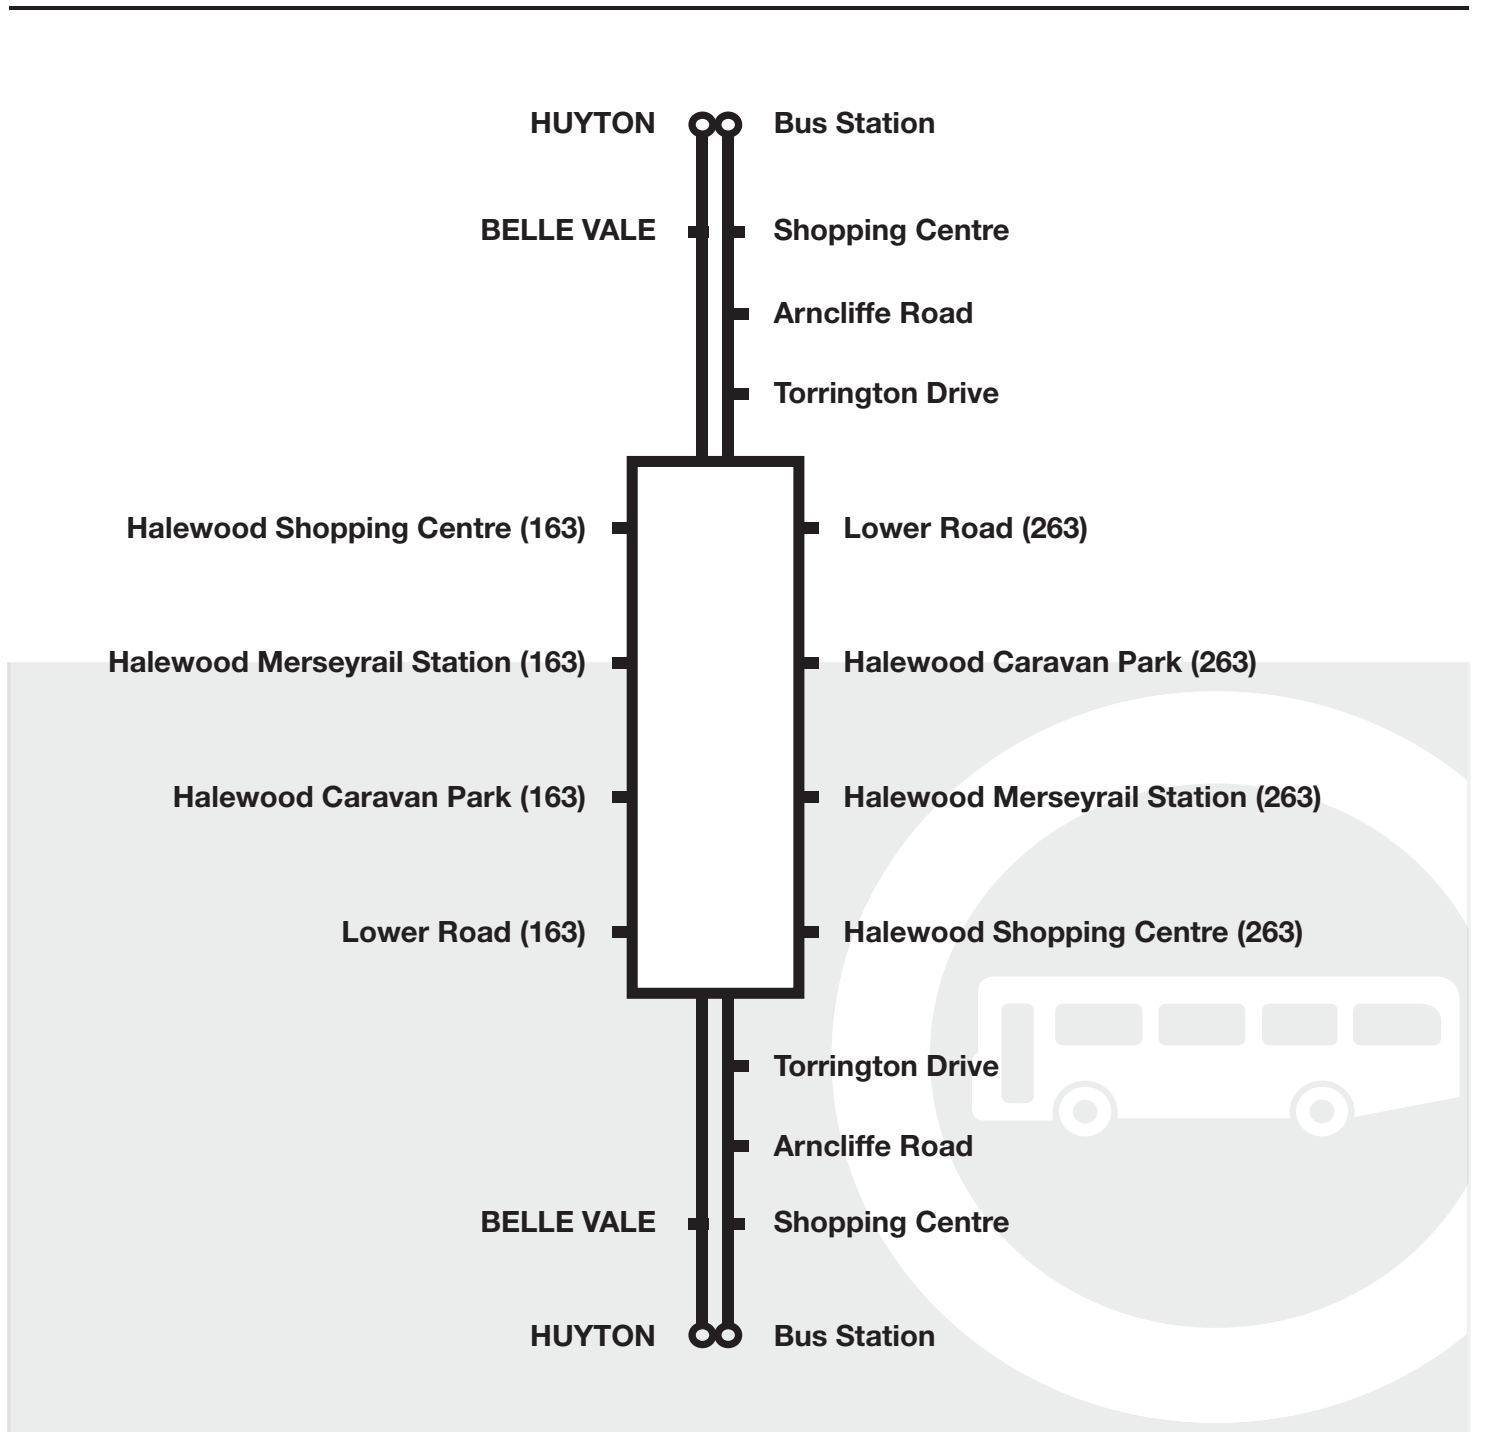 HUYTON Bus Station
BELLE VALE Shopping Centre
Arncliffe Road
Torrington Drive
Halewood Shopping Centre (163) Lower Road (263)
Halewood Merseyrail Station (163) Halewood Caravan Park (263)
Halewood Caravan Park (163) Halewood Merseyrail Station (263)
Lower Road (163) Halewood Shopping Centre (263)
Torrington Drive
Arncliffe Road
BELLE VALE Shopping Centre
HUYTON Bus Station